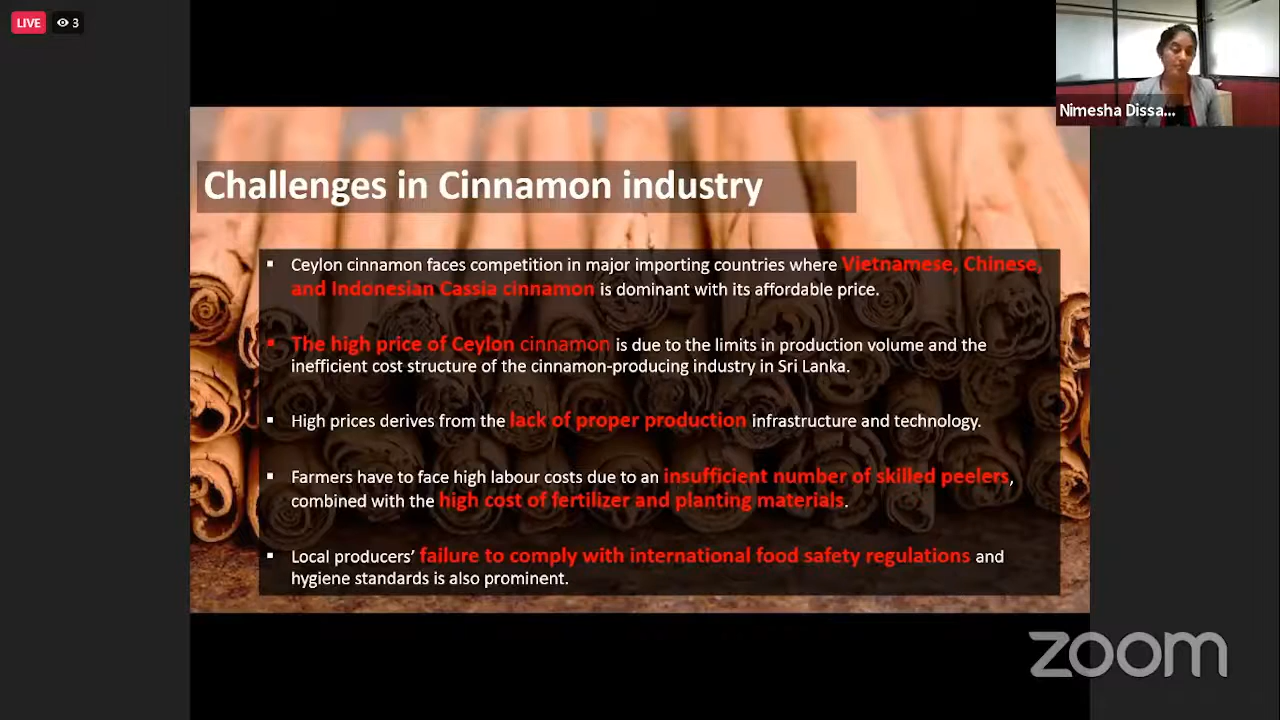 LIVE
3
Nimesha Dissa...
Challenges in Cinnamon industry
▪ Ceylon cinnamon faces competition in major importing countries where Vietnamese, Chinese,
and Indonesian Cassia cinnamon is dominant with its affordable price.
▪ The high price of Ceylon cinnamon is due to the limits in production volume and the
inefficient cost structure of the cinnamon-producing industry in Sri Lanka.
▪ High prices derives from the lack of proper production infrastructure and technology.
▪ Farmers have to face high labour costs due to an insufficient number of skilled peelers,
combined with the high cost of fertilizer and planting materials.
▪ Local producers’ failure to comply with international food safety regulations and
hygiene standards is also prominent.
zoom